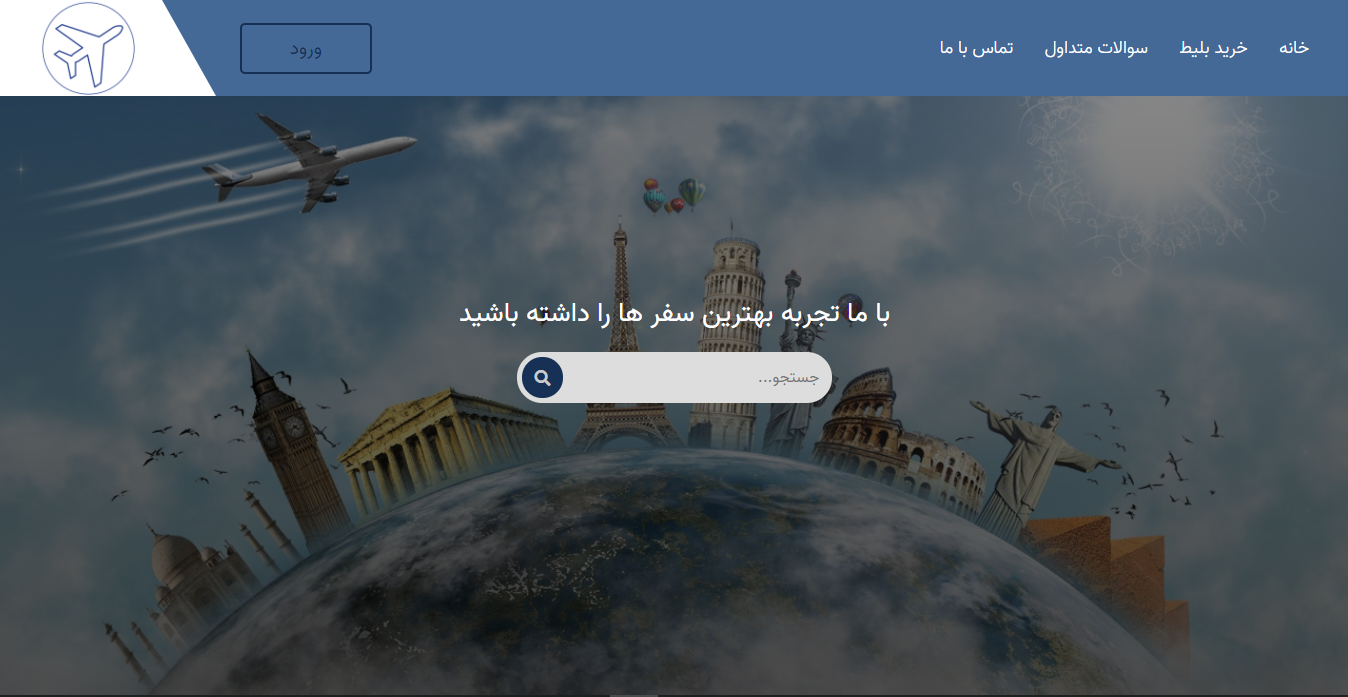 خانه
خرید بلیط
سوالات متداول
تماس با ما
ورود
با ما تجربه بهترین سفر ها را داشته باشید
جستجو...